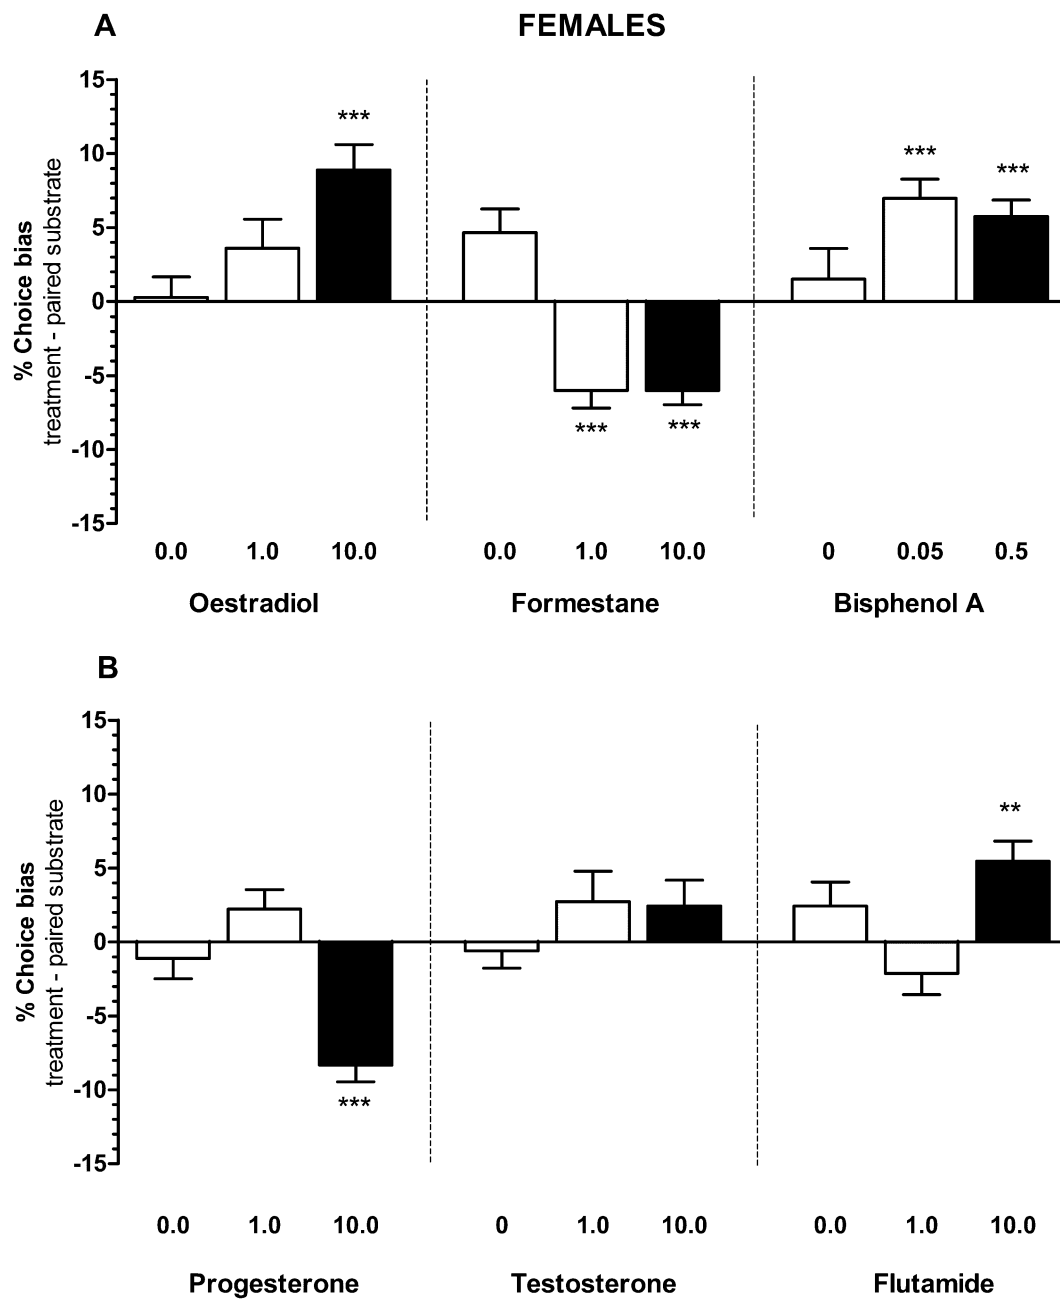 A
FEMALES
% Choice bias
treatment - paired substrate
15
10
5
0
-5
-10
-15
***
***
***
***
***
0.0 1.0 10.0 0.0 1.0 10.0 0 0.05 0.5
Oestradiol Formestane Bisphenol A
B
% Choice bias
treatment - paired substrate
15
10
5
0
-5
-10
-15
**
***
0.0 1.0 10.0 0 1.0 10.0 0.0 1.0 10.0
Progesterone Testosterone Flutamide